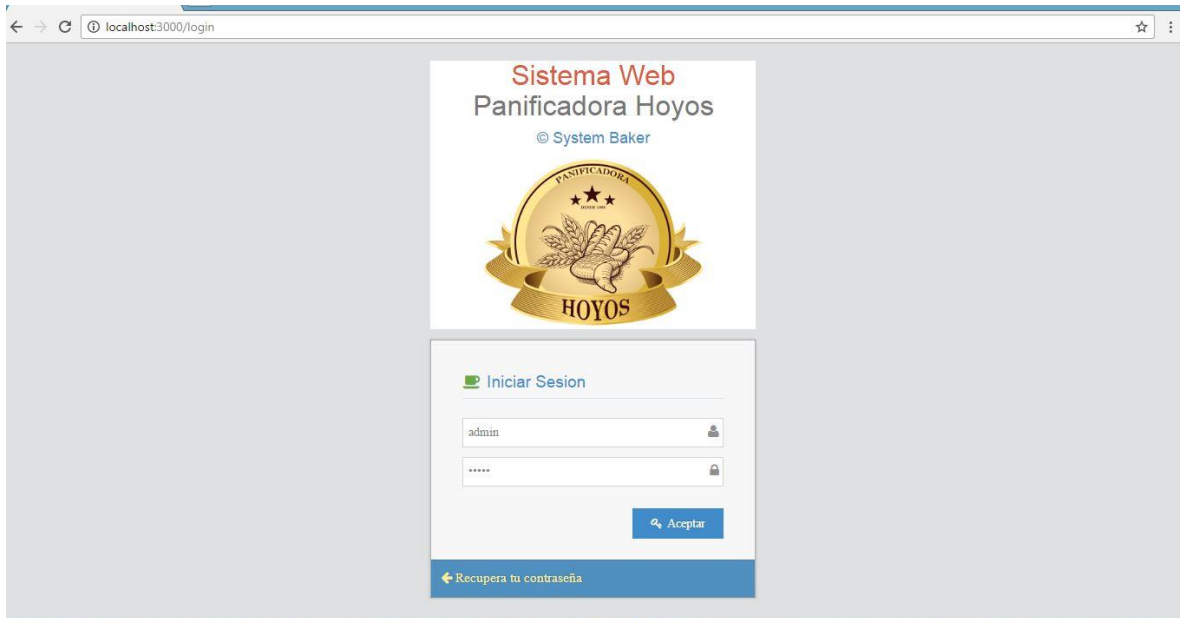 localhost:3000/login
Sistema Web
Panificadora Hoyos
© System Baker
PANIFICADORA
HOYOS
Iniciar Sesion
admin
•••••
Aceptar
Recupera tu contraseña